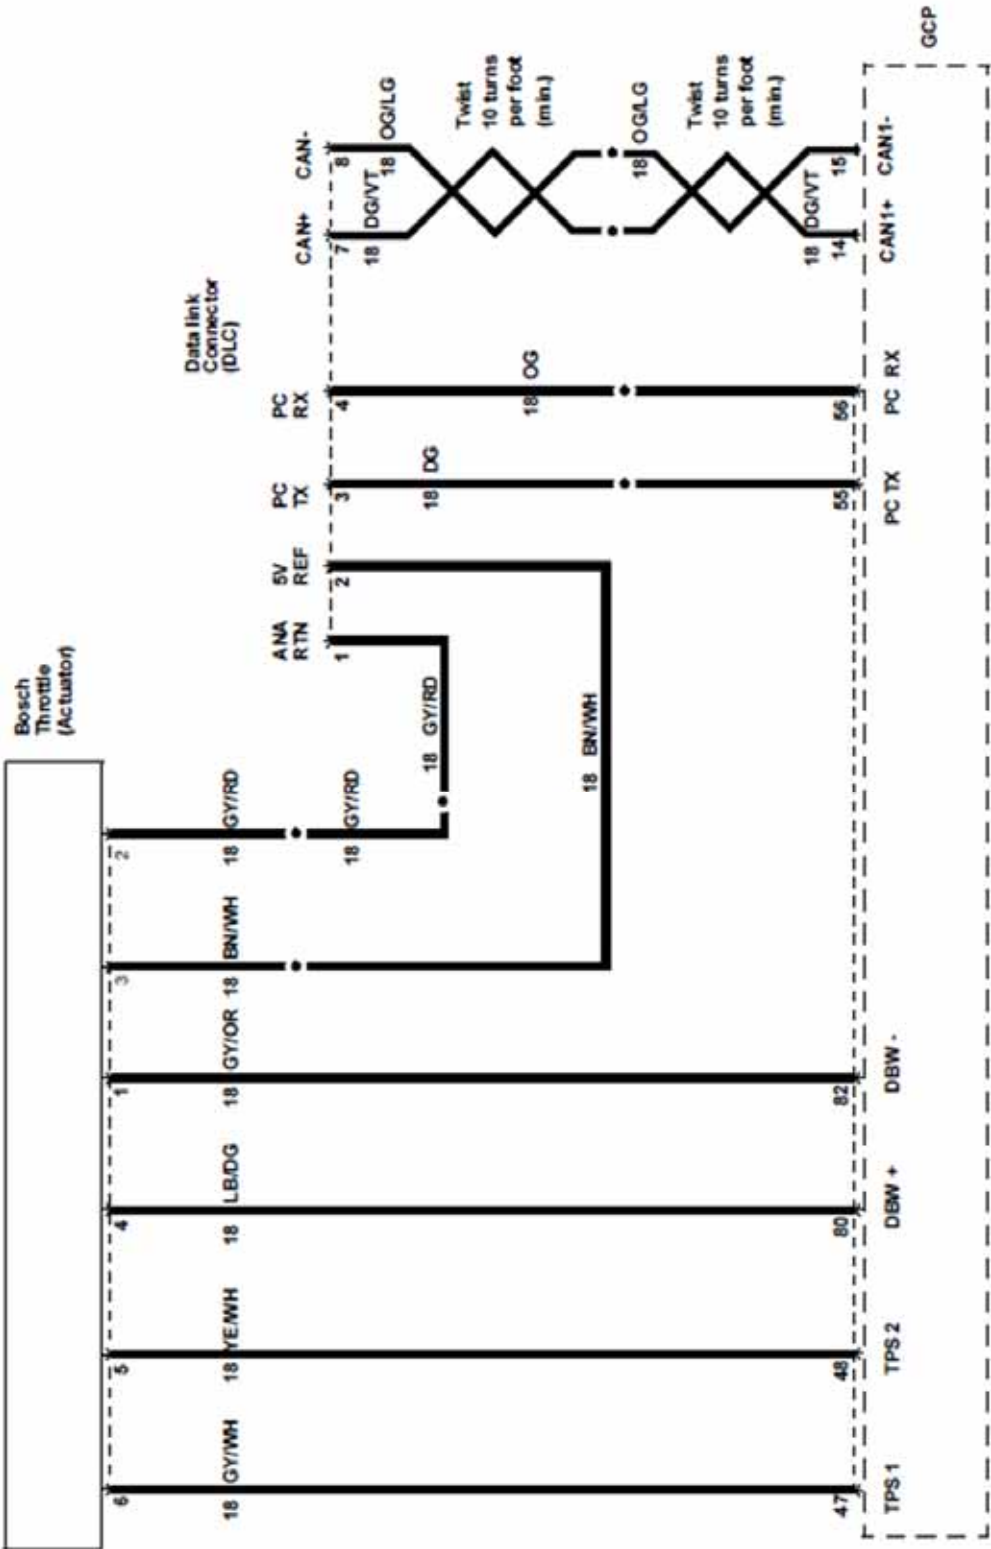 Bosch
Throttle
(Actuator)
Data link
Connector
(DLC)
6
5
4
1
3
2
18 GY/WH
18 YE/WH
18 LB/DG
18 GY/OR
18 BN/WH
18 GY/RD
18 GY/RD
18 GY/RD
18 BN/WH
ANA
RTN
1
5V
REF
2
PC
TX
3
PC
RX
4
CAN+
7
CAN-
8
18 DG
18 OG
18 DG/VT
18 OG/LG
Twist
10 turns
per foot
(min.)
18 OG/LG
Twist
10 turns
per foot
(min.)
18 DG/VT
47
48
80
82
55
56
14
15
TPS 1
TPS 2
DBW +
DBW -
PC TX
PC RX
CAN1+
CAN1-
GCP